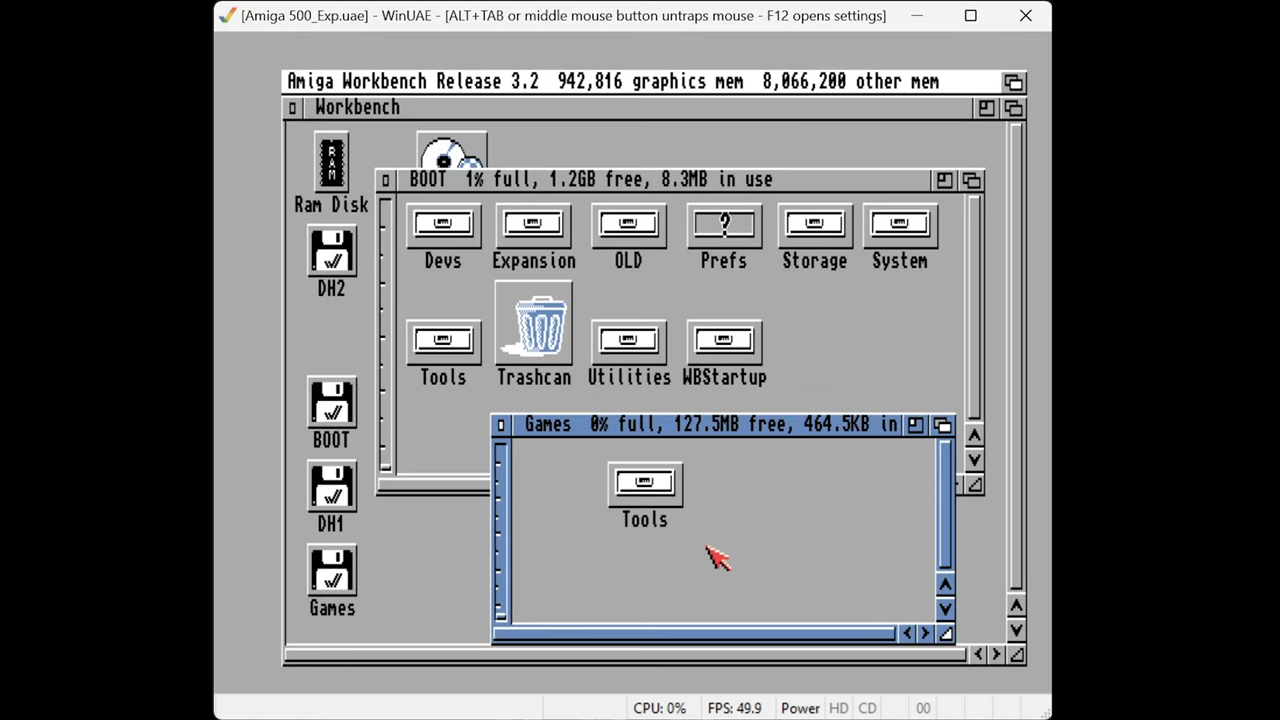 [Amiga 500_Exp.uae] - WinUAE - [ALT+TAB or middle mouse button untraps mouse - F12 opens settings]
Amiga Workbench Release 3.2 942,816 graphics mem 8,066,200 other mem
Workbench
RAM
Ram Disk
BOOT 1% full, 1.2GB free, 8.3MB in use
Devs Expansion OLD Prefs Storage System
?
DH2
Tools Trashcan Utilities WBStartup
BOOT
Games 0% full, 127.5MB free, 464.5KB in
DH1
Tools
Games
CPU: 0% FPS: 49.9 Power HD CD 00